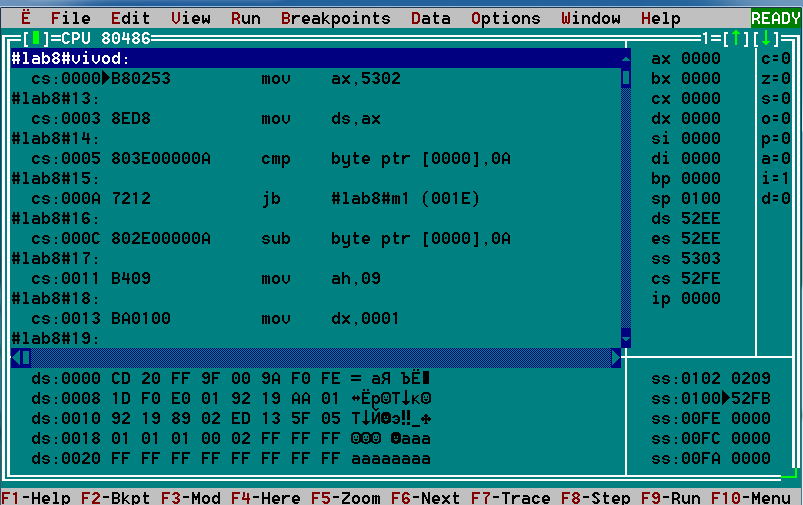 Ë File Edit View Run Breakpoints Data Options Window Help READY
[■]=CPU 80486 1=[↑][↓]
#lab8#vivod: ax 0000 c=0
cs:0000►B80253 mov ax,5302 bx 0000 z=0
#lab8#13: cx 0000 s=0
cs:0003 8ED8 mov ds,ax dx 0000 o=0
#lab8#14: si 0000 p=0
cs:0005 803E00000A cmp byte ptr [0000],0A di 0000 a=0
#lab8#15: bp 0000 i=1
cs:000A 7212 jb #lab8#m1 (001E) sp 0100 d=0
#lab8#16: ds 52EE
cs:000C 802E00000A sub byte ptr [0000],0A es 52EE
#lab8#17: ss 5303
cs:0011 B409 mov ah,09 cs 52FE
#lab8#18: ip 0000
cs:0013 BA0100 mov dx,0001
#lab8#19:
ds:0000 CD 20 FF 9F 00 9A F0 FE = аЯ ЪЁ■ ss:0102 0209
ds:0008 1D F0 E0 01 92 19 AA 01 ↔Ёр☺Т↓к☺ ss:0100►52FB
ds:0010 92 19 89 02 ED 13 5F 05 Т↓Й☻э‼_♣ ss:00FE 0000
ds:0018 01 01 01 00 02 FF FF FF ☺☺☺ ☻aaa ss:00FC 0000
ds:0020 FF FF FF FF FF FF FF FF aaaaaaaa ss:00FA 0000
F1-Help F2-Bkpt F3-Mod F4-Here F5-Zoom F6-Next F7-Trace F8-Step F9-Run F10-Menu